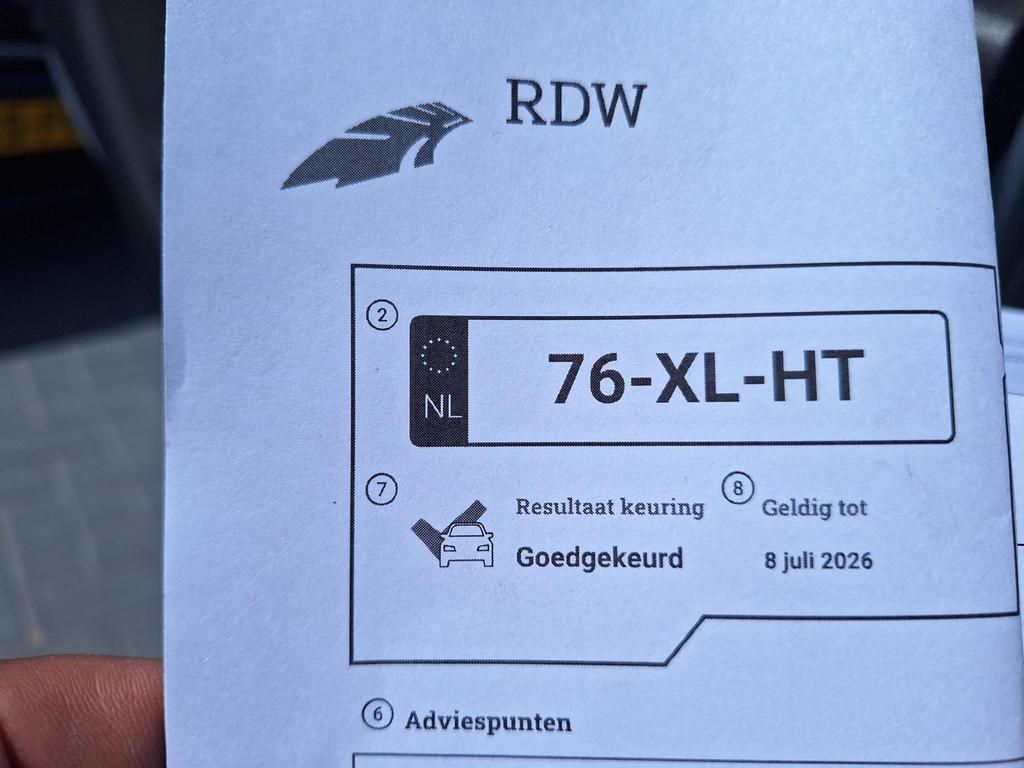 RDW
2
NL
76-XL-HT
7
Resultaat keuring
Goedgekeurd
8
Geldig tot
8 juli 2026
6 Adviespunten